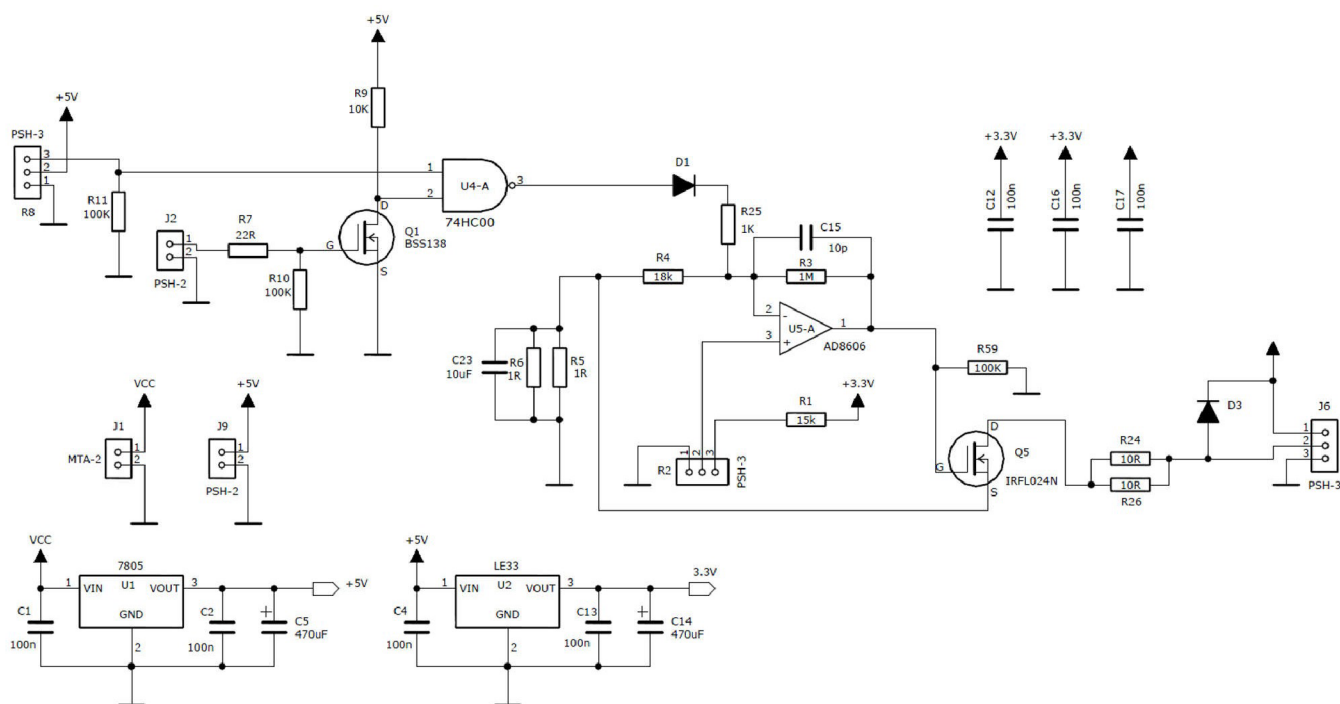 +5V
R9
10K
+5V
PSH-3
3
2
1
R8
R11
100K
J2
1
2
PSH-2
R7
22R
R10
100K
G
D
S
Q1
BSS138
1
2
U4-A
3
74HC00
D1
R25
1K
C15
10p
R4
18k
R3
1M
2
-
3
+
U5-A
1
AD8606
+3.3V
C12
100n
+3.3V
C16
100n
C17
100n
C23
10uF
R6
1R
R5
1R
R59
100K
+3.3V
R1
15k
R2
1
2
3
PSH-3
G
D
S
Q5
IRFL024N
R24
10R
10R
R26
D3
J6
1
2
3
PSH-3
VCC
J1
1
2
MTA-2
+5V
J9
1
2
PSH-2
VCC
7805
1
VIN
U1
VOUT
3
GND
2
+5V
C1
100n
C2
100n
+
C5
470uF
+5V
LE33
1
VIN
U2
VOUT
3
GND
2
3.3V
C4
100n
C13
100n
+
C14
470uF